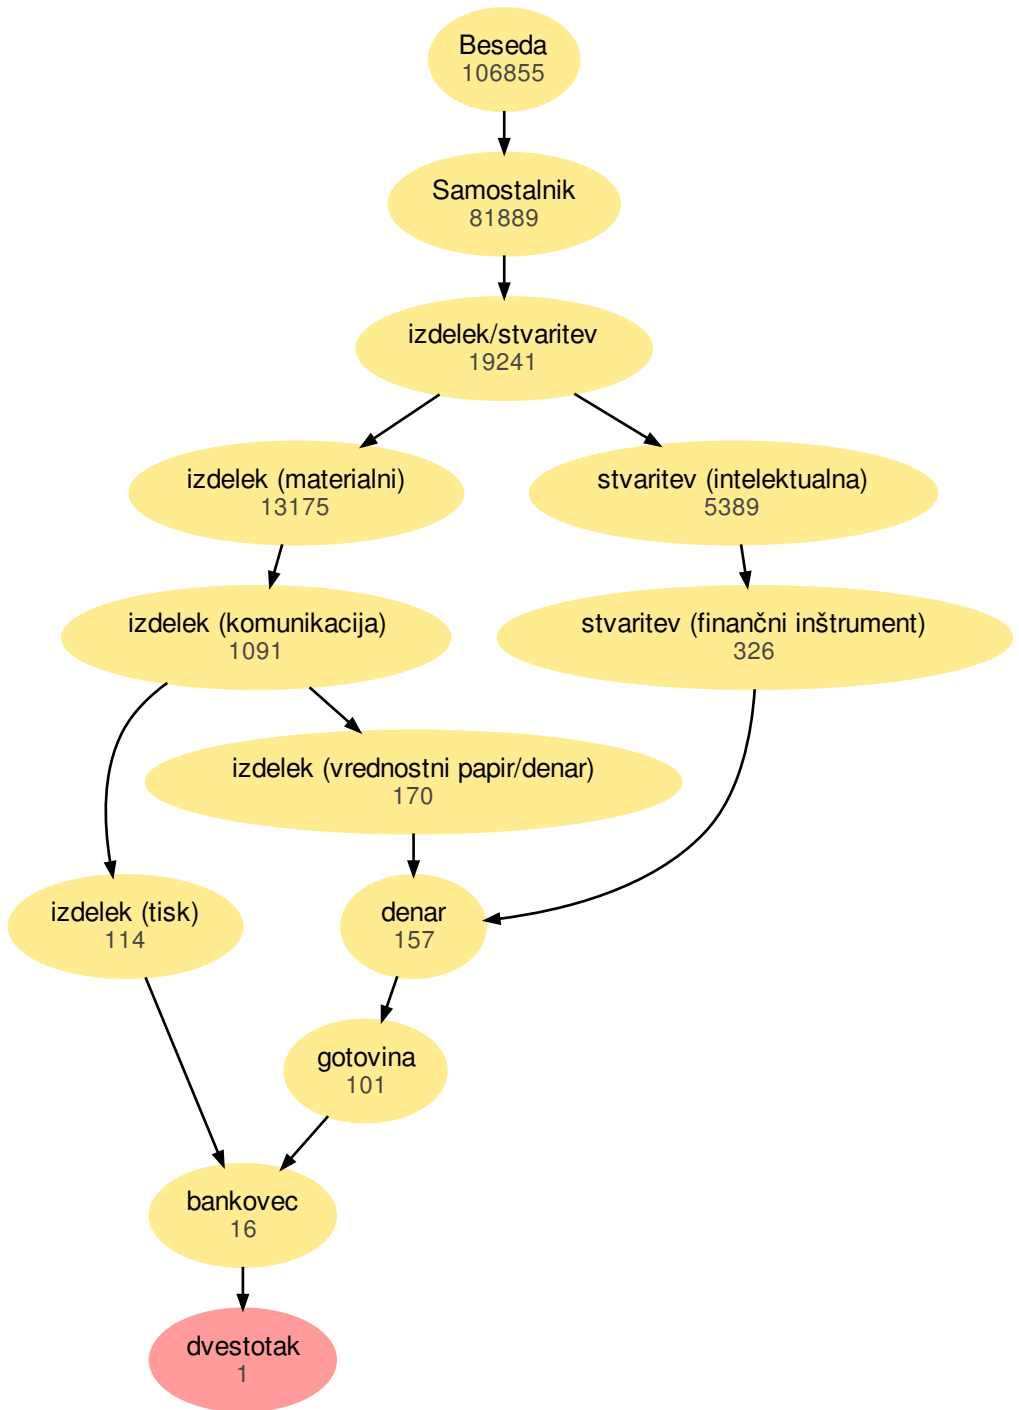 Beseda
106855
Samostalnik
81889
izdelek/stvaritev
19241
izdelek (materialni)
13175
stvaritev (intelektualna)
5389
izdelek (komunikacija)
1091
stvaritev (finančni inštrument)
326
izdelek (vrednostni papir/denar)
170
izdelek (tisk)
114
denar
157
gotovina
101
bankovec
16
dvestotak
1